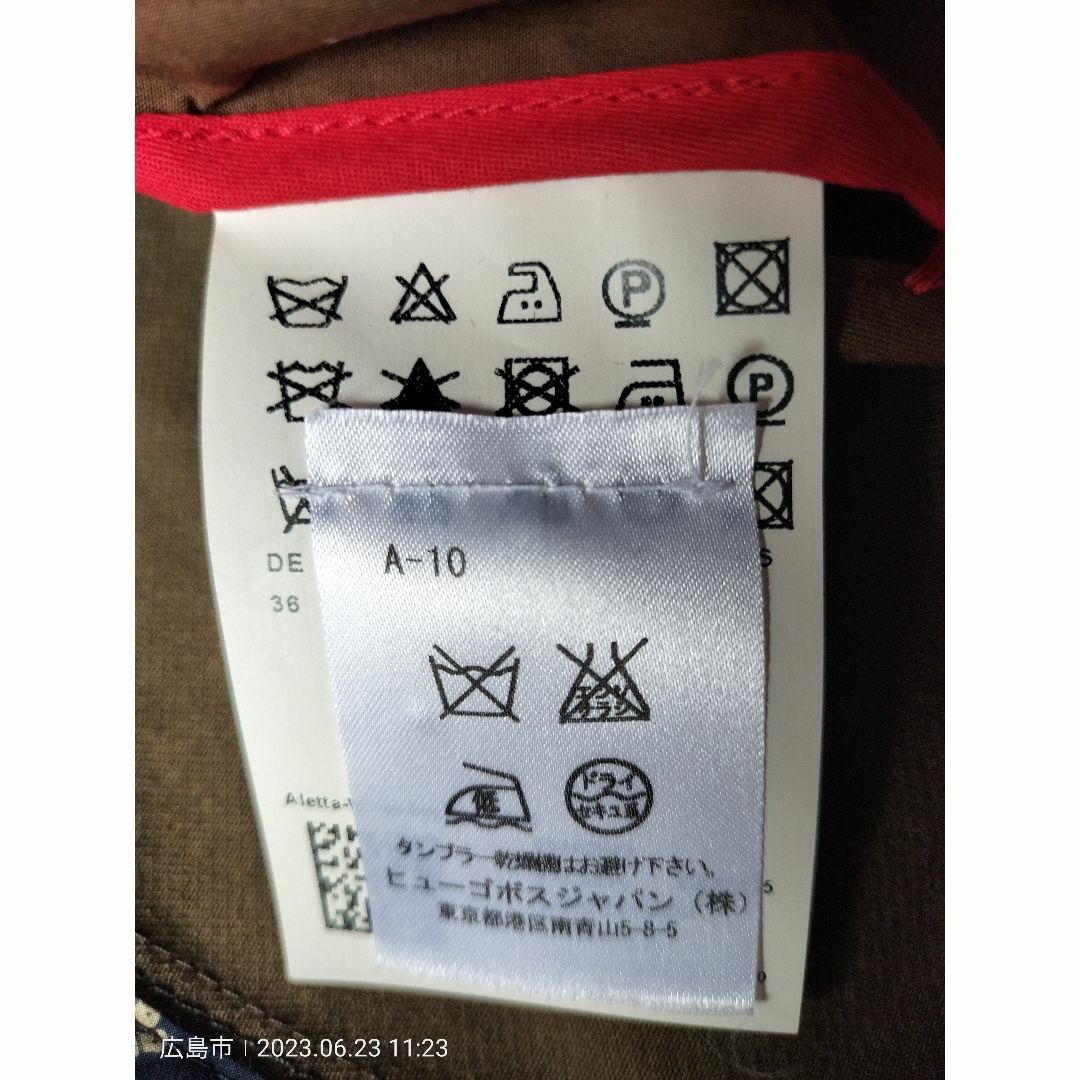 P
P
DE
S
36
A-10
エンソ
オラシ
低
ドライ
セキユ系
Aletta-
タンブラー乾燥はお避け下さい。
ヒューゴボスジャパン（株）
東京都港区南青山5-8-5
5
0
広島市 | 2023.06.23 11:23